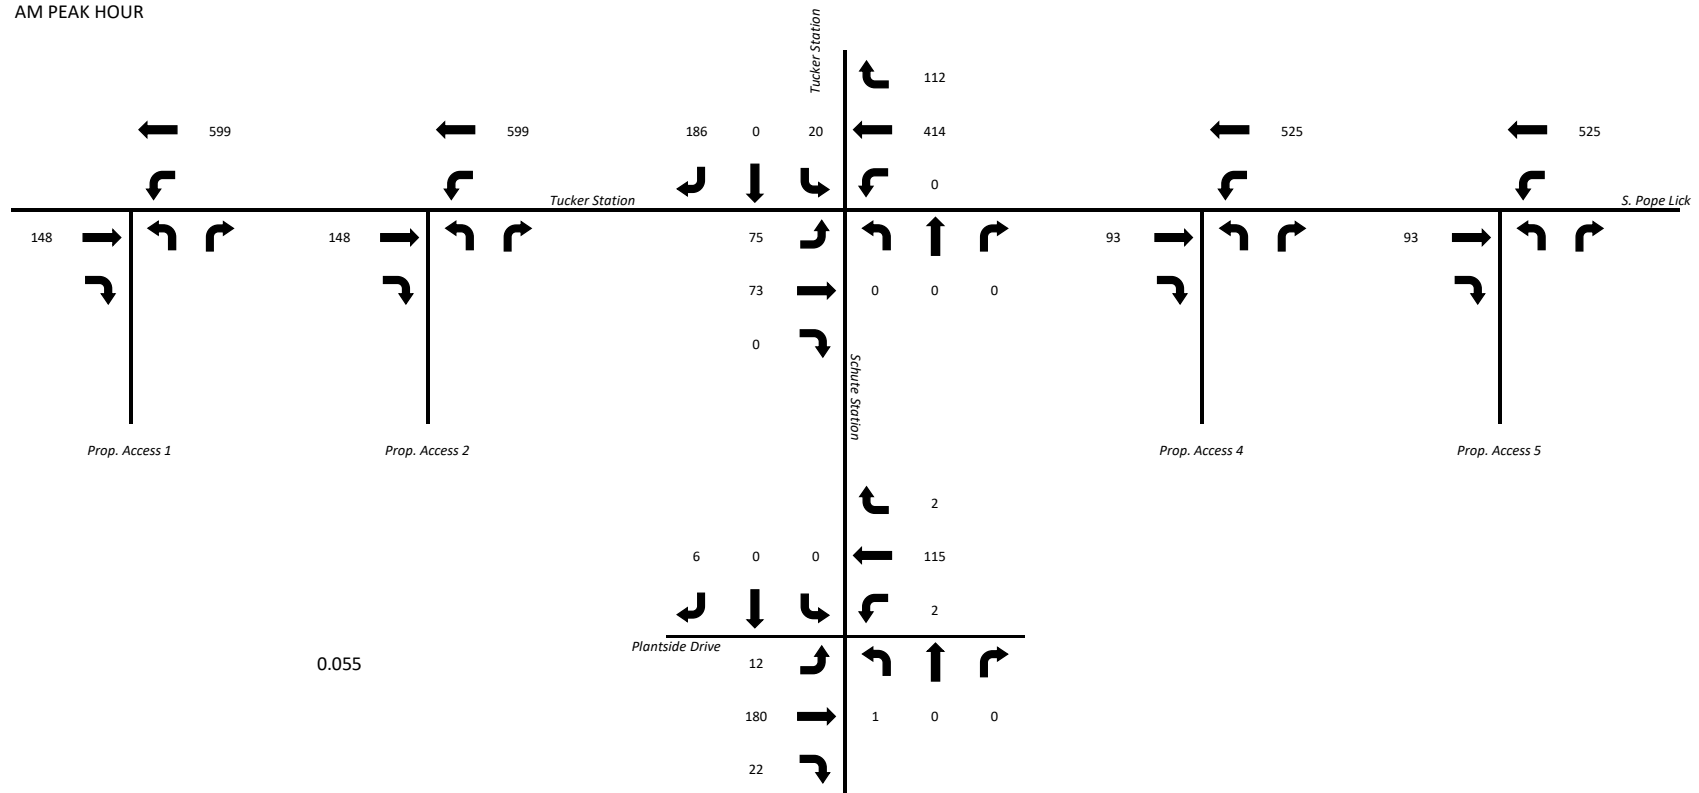 AM PEAK HOUR
Tucker Station
112
599
599
186 0 20
414
525
525
0
Tucker Station
S. Pope Lick
148
148
75
93
93
73
0 0 0
0
Schute Station
Prop. Access 1
Prop. Access 2
Prop. Access 4
Prop. Access 5
2
6 0 0
115
2
Plantside Drive
0.055
12
180
1 0 0
22